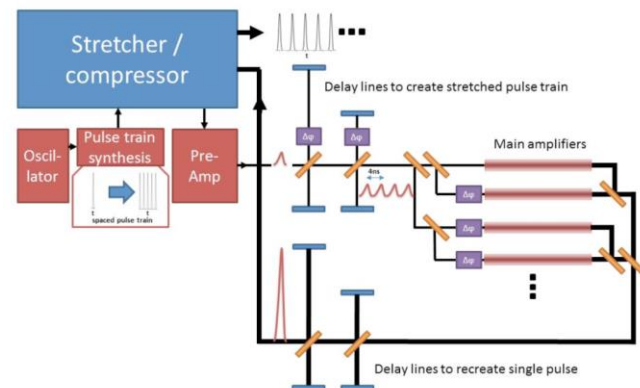 Stretcher /
compressor
t
Delay lines to create stretched pulse train
Oscil-
lator
Pulse train
synthesis
Pre-
Amp
t
t
spaced pulse train
Δφ
Δφ
4ns
Main amplifiers
Δφ
Δφ
Δφ
Delay lines to recreate single pulse